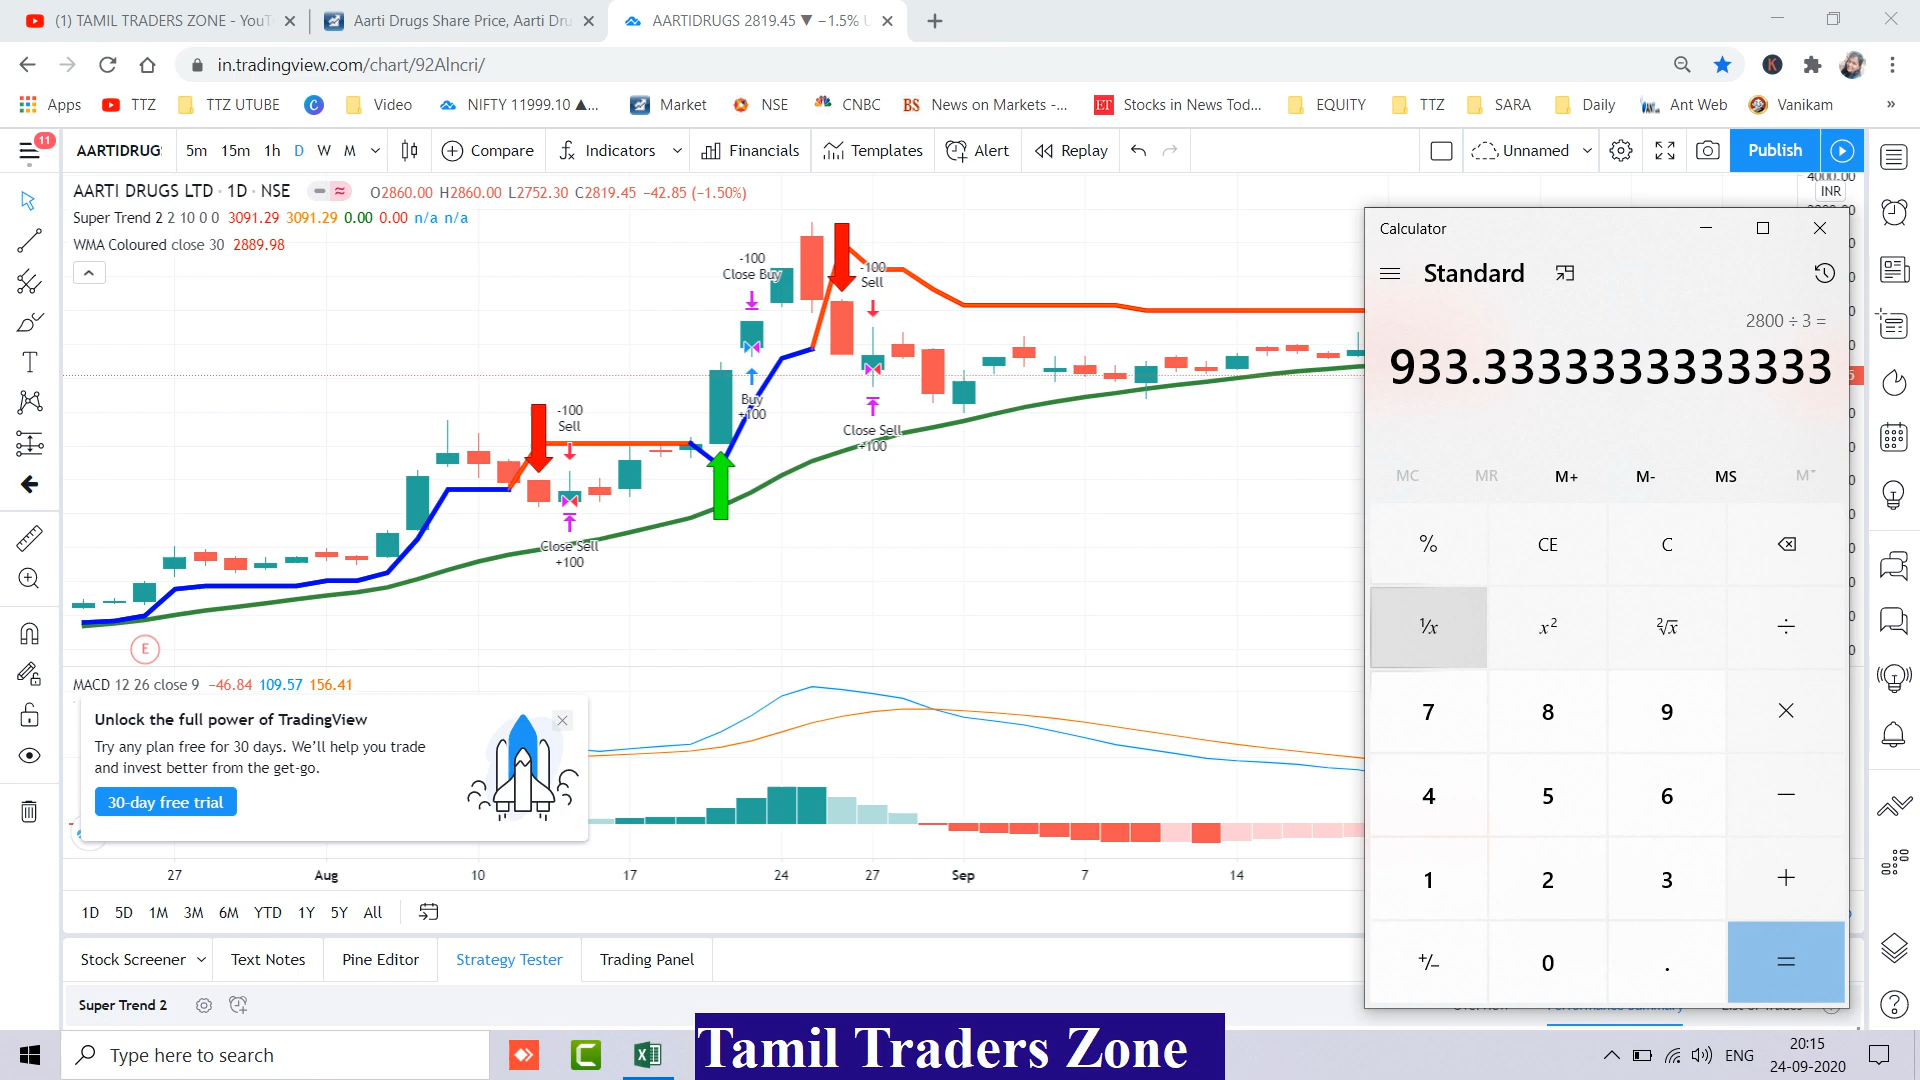 (1) TAMIL TRADERS ZONE - YouT
Aarti Drugs Share Price, Aarti Dru
AARTIDRUGS 2819.45 ▼ −1.5% U
in.tradingview.com/chart/92Alncri/
Apps
TTZ
TTZ UTUBE
Video
NIFTY 11999.10 ▲...
Market
NSE
CNBC
BS News on Markets -...
ET Stocks in News Tod...
EQUITY
TTZ
SARA
Daily
Ant Web
Vanikam
»
11
AARTIDRUGS
5m 15m 1h D W M
Compare
Indicators
Financials
Templates
Alert
Replay
Unnamed
Publish
AARTI DRUGS LTD · 1D · NSE
O2860.00 H2860.00 L2752.30 C2819.45 −42.85 (−1.50%)
Super Trend 2 2 10 0 0 3091.29 3091.29 0.00 0.00 n/a n/a
WMA Coloured close 30 2889.98
4000.00
INR
-100
Close Buy
-100
Sell
-100
Sell
Buy
+100
Close Sell
+100
Close Sell
+100
E
MACD 12 26 close 9 −46.84 109.57 156.41
Unlock the full power of TradingView
Try any plan free for 30 days. We'll help you trade
and invest better from the get-go.
30-day free trial
27 Aug 10 17 24 27 Sep 7 14
1D 5D 1M 3M 6M YTD 1Y 5Y All
Stock Screener
Text Notes
Pine Editor
Strategy Tester
Trading Panel
Super Trend 2
Calculator
Standard
2800 ÷ 3 =
933.3333333333333
MC MR M+ M- MS M˅
% CE C
¹/x x² ²√x ÷
7 8 9 ×
4 5 6 −
1 2 3 +
+/− 0 . =
Type here to search
Tamil Traders Zone
ENG
20:15
24-09-2020